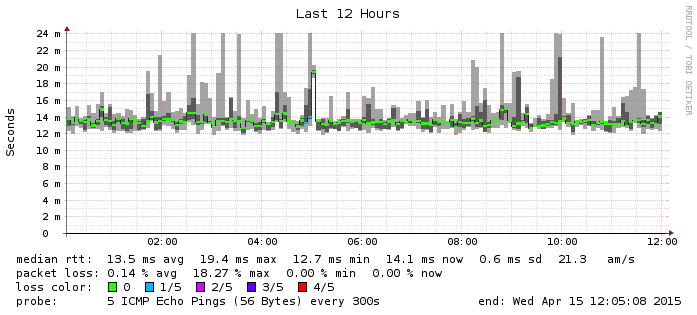 Last 12 Hours
RRDTOOL / TOBI OETIKER
Seconds
24 m
22 m
20 m
18 m
16 m
14 m
12 m
10 m
8 m
6 m
4 m
2 m
0
02:00 04:00 06:00 08:00 10:00 12:00
median rtt: 13.5 ms avg 19.4 ms max 12.7 ms min 14.1 ms now 0.6 ms sd 21.3 am/s
packet loss: 0.14 % avg 18.27 % max 0.00 % min 0.00 % now
loss color: 0 1/5 2/5 3/5 4/5
probe: 5 ICMP Echo Pings (56 Bytes) every 300s end: Wed Apr 15 12:05:08 2015